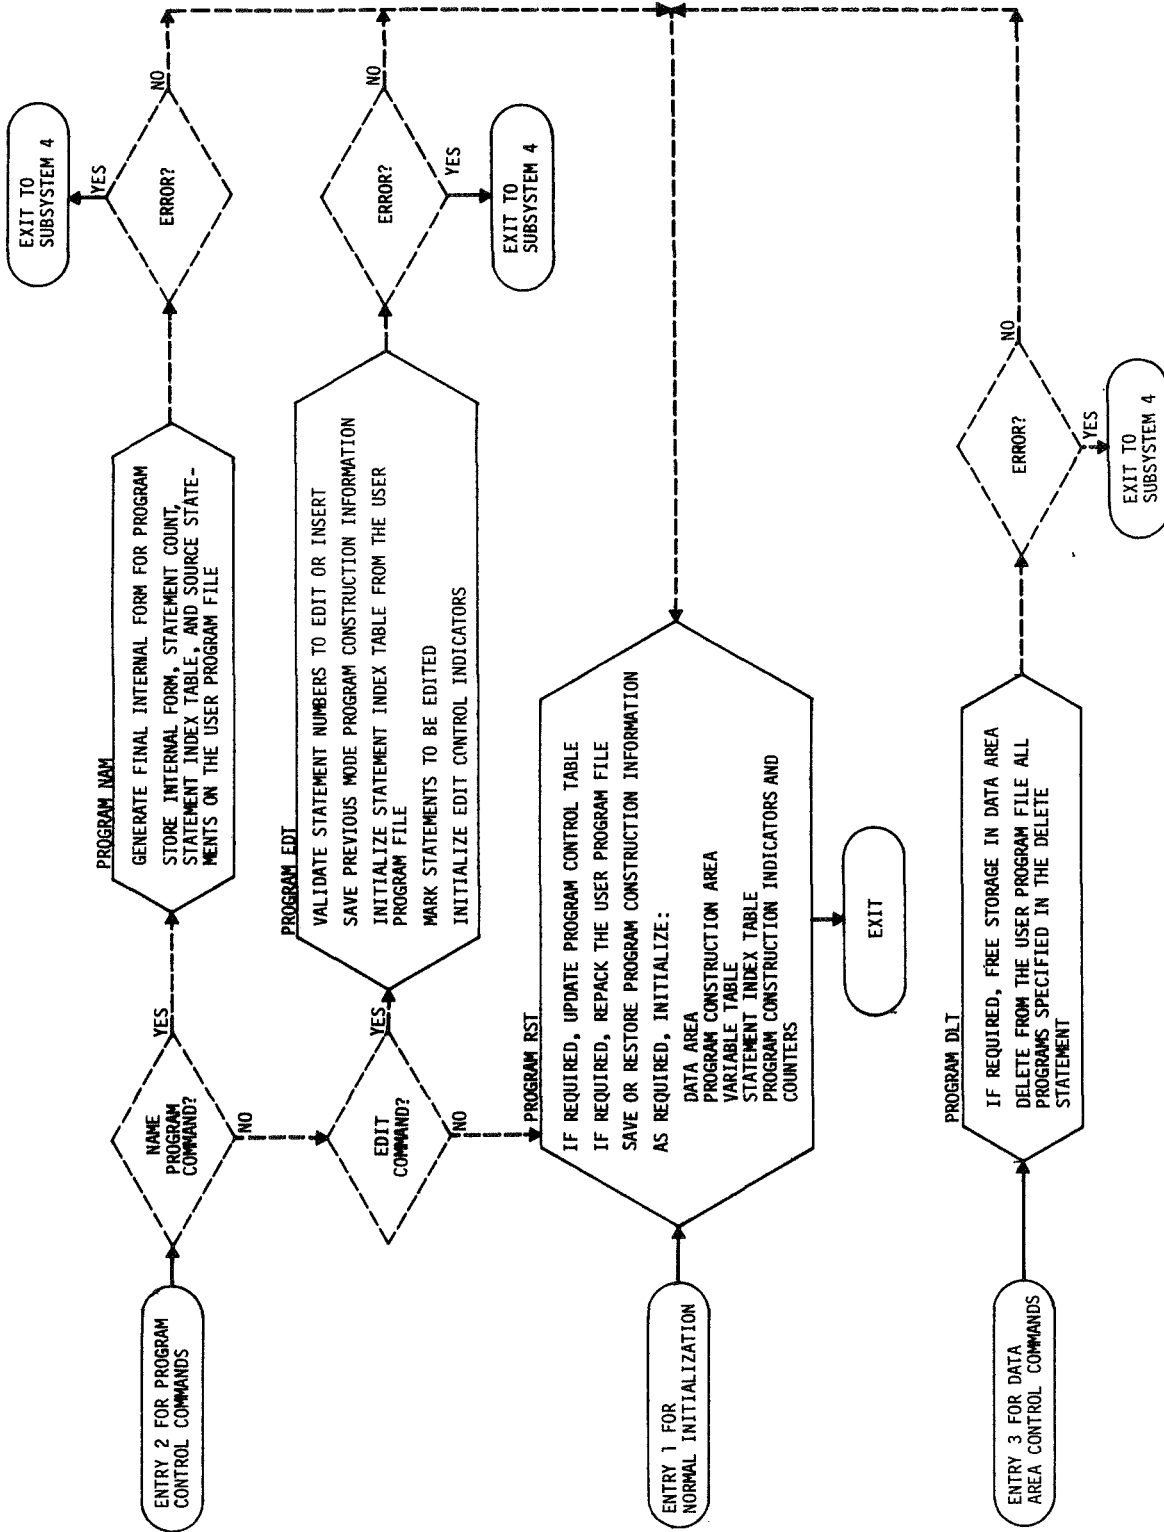 ENTRY 2 FOR PROGRAM
CONTROL COMMANDS
NAME
PROGRAM
COMMAND?
YES
NO
PROGRAM NAM
GENERATE FINAL INTERNAL FORM FOR PROGRAM
STORE INTERNAL FORM, STATEMENT COUNT,
STATEMENT INDEX TABLE, AND SOURCE STATE-
MENTS ON THE USER PROGRAM FILE
ERROR?
YES
NO
EXIT TO
SUBSYSTEM 4
EDIT
COMMAND?
YES
NO
PROGRAM EDT
VALIDATE STATEMENT NUMBERS TO EDIT OR INSERT
SAVE PREVIOUS MODE PROGRAM CONSTRUCTION INFORMATION
INITIALIZE STATEMENT INDEX TABLE FROM THE USER
PROGRAM FILE
MARK STATEMENTS TO BE EDITED
INITIALIZE EDIT CONTROL INDICATORS
ERROR?
NO
YES
EXIT TO
SUBSYSTEM 4
ENTRY 1 FOR
NORMAL INITIALIZATION
PROGRAM RST
IF REQUIRED, UPDATE PROGRAM CONTROL TABLE
IF REQUIRED, REPACK THE USER PROGRAM FILE
SAVE OR RESTORE PROGRAM CONSTRUCTION INFORMATION
AS REQUIRED, INITIALIZE:
DATA AREA
PROGRAM CONSTRUCTION AREA
VARIABLE TABLE
STATEMENT INDEX TABLE
PROGRAM CONSTRUCTION INDICATORS AND
COUNTERS
EXIT
ENTRY 3 FOR DATA
AREA CONTROL COMMANDS
PROGRAM DLT
IF REQUIRED, FREE STORAGE IN DATA AREA
DELETE FROM THE USER PROGRAM FILE ALL
PROGRAMS SPECIFIED IN THE DELETE
STATEMENT
ERROR?
NO
YES
EXIT TO
SUBSYSTEM 4